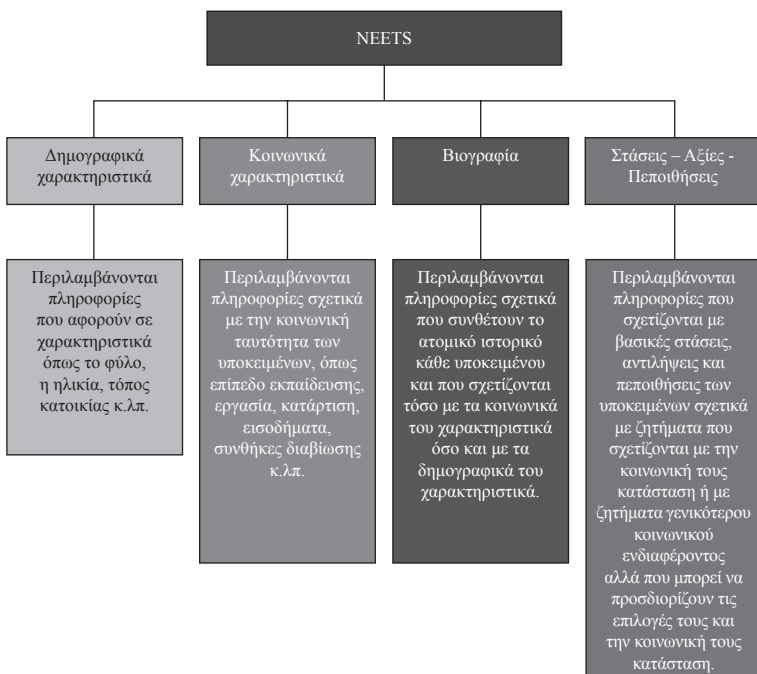 NEETS
Δημογραφικά
χαρακτηριστικά
Κοινωνικά
χαρακτηριστικά
Βιογραφία
Στάσεις – Αξίες -
Πεποιθήσεις
Περιλαμβάνονται
πληροφορίες
που αφορούν σε
χαρακτηριστικά
όπως το φύλο,
η ηλικία, τόπος
κατοικίας κ.λπ.
Περιλαμβάνονται
πληροφορίες σχετικά
με την κοινωνική
ταυτότητα των
υποκειμένων, όπως
επίπεδο εκπαίδευσης,
εργασία, κατάρτιση,
εισοδήματα,
συνθήκες διαβίωσης
κ.λπ.
Περιλαμβάνονται
πληροφορίες σχετικά
που συνθέτουν το
ατομικό ιστορικό
κάθε υποκειμένου
και που σχετίζονται
τόσο με τα κοινωνικά
του χαρακτηριστικά
όσο και με τα
δημογραφικά του
χαρακτηριστικά.
Περιλαμβάνονται
πληροφορίες που
σχετίζονται με
βασικές στάσεις,
αντιλήψεις και
πεποιθήσεις των
υποκειμένων σχετικά
με ζητήματα που
σχετίζονται με την
κοινωνική τους
κατάσταση ή με
ζητήματα γενικότερου
κοινωνικού
ενδιαφέροντος
αλλά που μπορεί να
προσδιορίζουν τις
επιλογές τους και
την κοινωνική τους
κατάσταση.